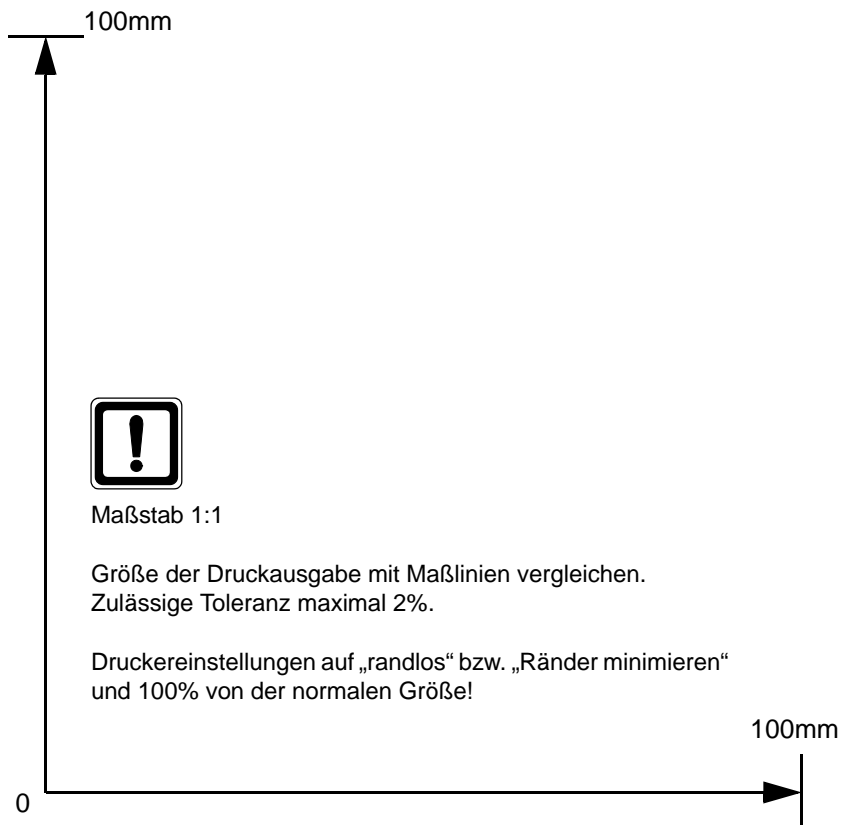 100mm
Maßstab 1:1
Größe der Druckausgabe mit Maßlinien vergleichen.
Zulässige Toleranz maximal 2%.
Druckereinstellungen auf „randlos“ bzw. „Ränder minimieren“
und 100% von der normalen Größe!
100mm
0